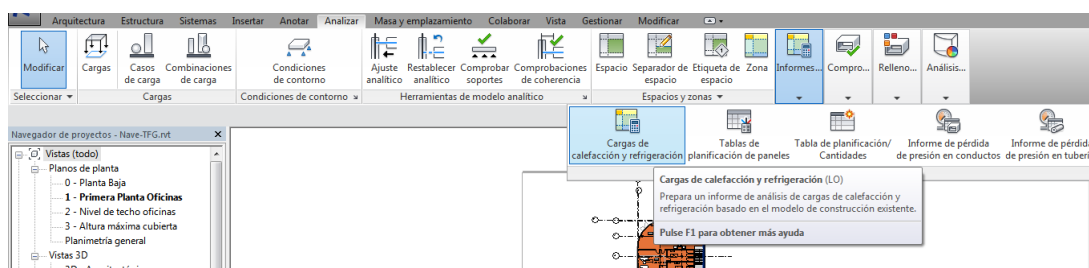 Arquitectura Estructura Sistemas Insertar Anotar Analizar Masa y emplazamiento Colaborar Vista Gestionar Modificar
Modificar Cargas Casos Combinaciones Condiciones Ajuste Restablecer Comprobar Comprobaciones Espacio Separador de Etiqueta de Zona Informes... Compro... Relleno... Análisis...
de carga de carga de contorno analítico analítico soportes de coherencia espacio espacio
Seleccionar Cargas Condiciones de contorno Herramientas de modelo analítico Espacios y zonas
Navegador de proyectos - Nave-TFG.rvt
Vistas (todo)
Planos de planta
0 - Planta Baja
1 - Primera Planta Oficinas
2 - Nivel de techo oficinas
3 - Altura máxima cubierta
Planimetría general
Vistas 3D
Cargas de Tablas de Tabla de planificación/ Informe de pérdida Informe de pérdida
calefacción y refrigeración planificación de paneles Cantidades de presión en conductos de presión en tuberí
Cargas de calefacción y refrigeración (LO)
Prepara un informe de análisis de cargas de calefacción y
refrigeración basado en el modelo de construcción existente.
Pulse F1 para obtener más ayuda